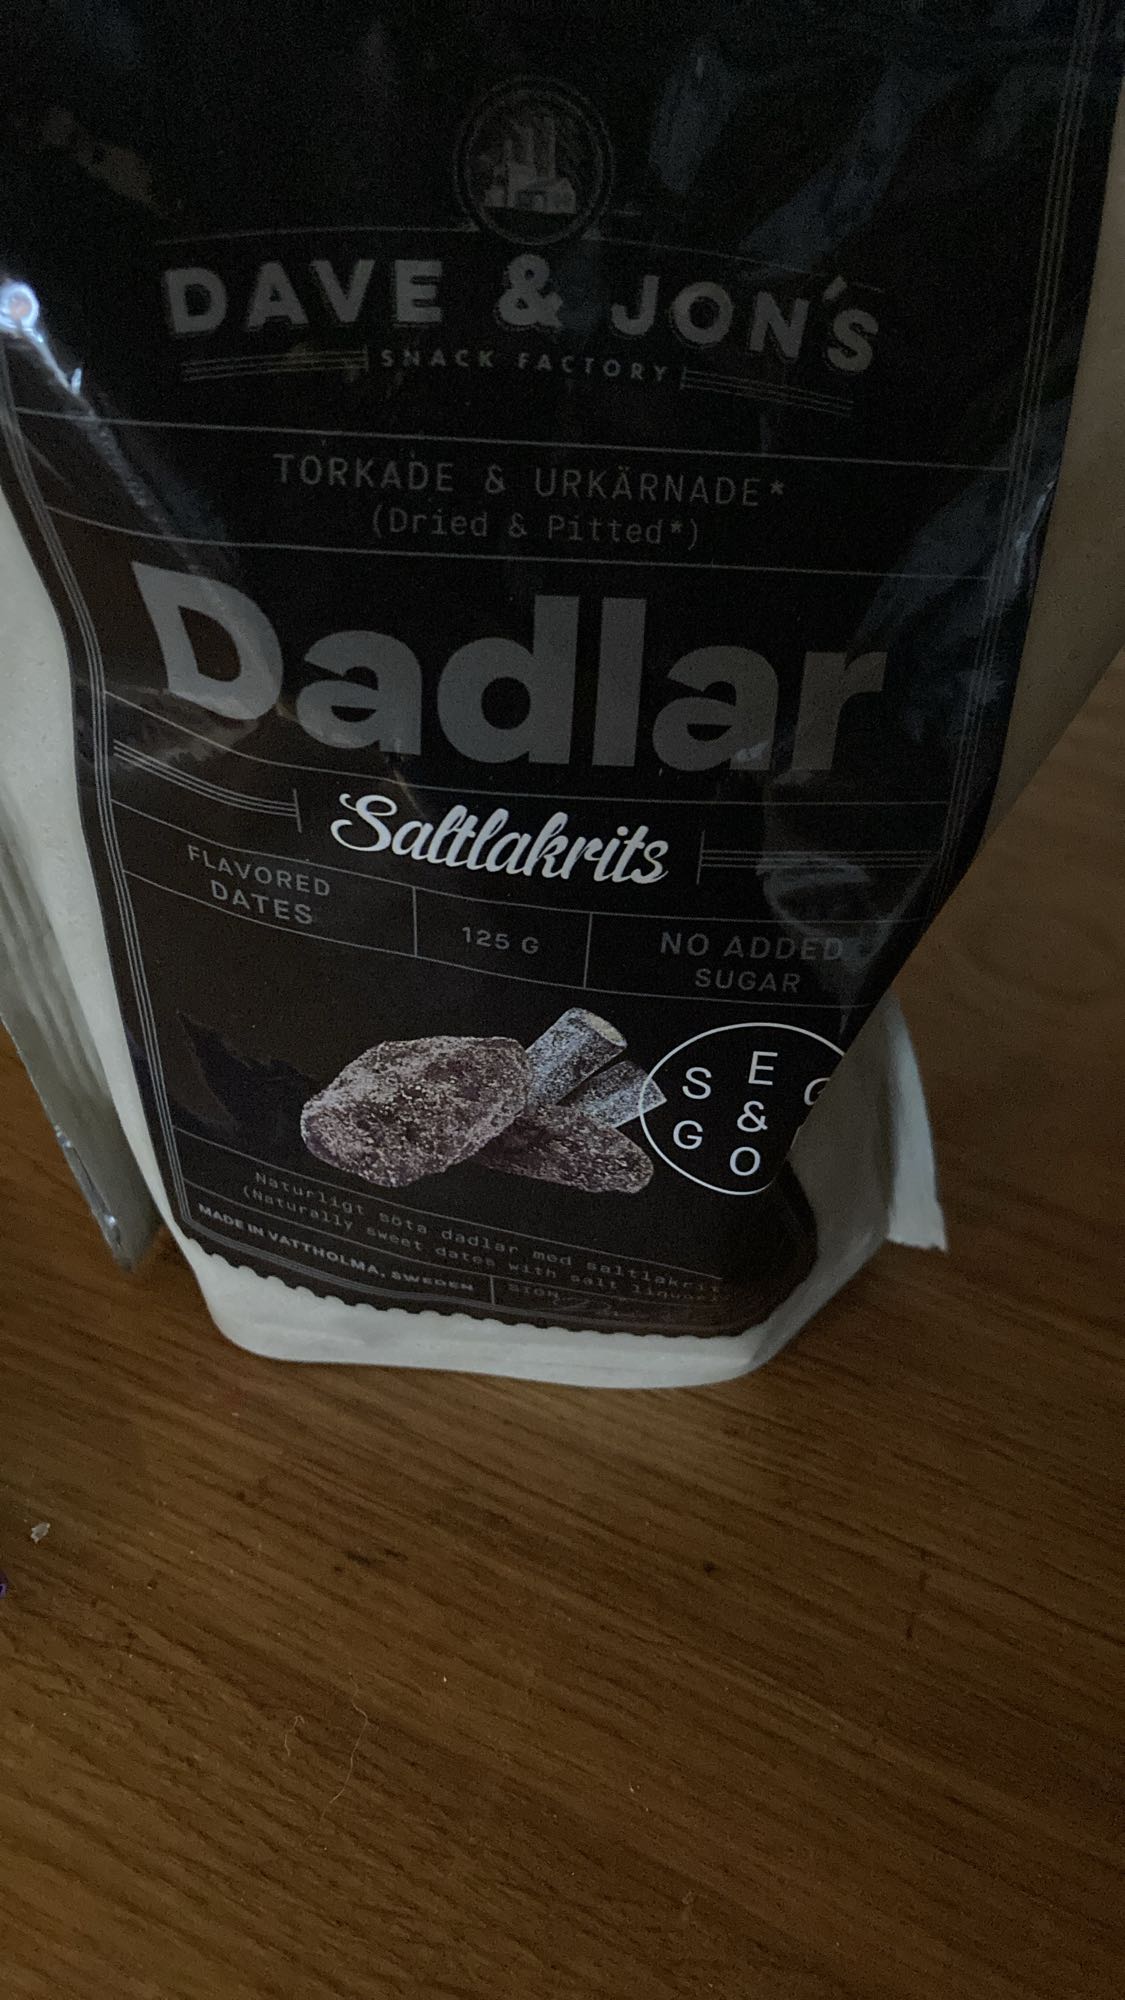 DAVE & JON'S
SNACK FACTORY
TORKADE & URKÄRNADE*
(Dried & Pitted*)
Dadlar
Saltlakrits
FLAVORED
DATES
125 G
NO ADDED
SUGAR
S E G
&
G O
Naturligt söta dadlar med
(Naturally sweet dates with salt
MADE IN VATTHOLMA, SWEDEN
SIGN